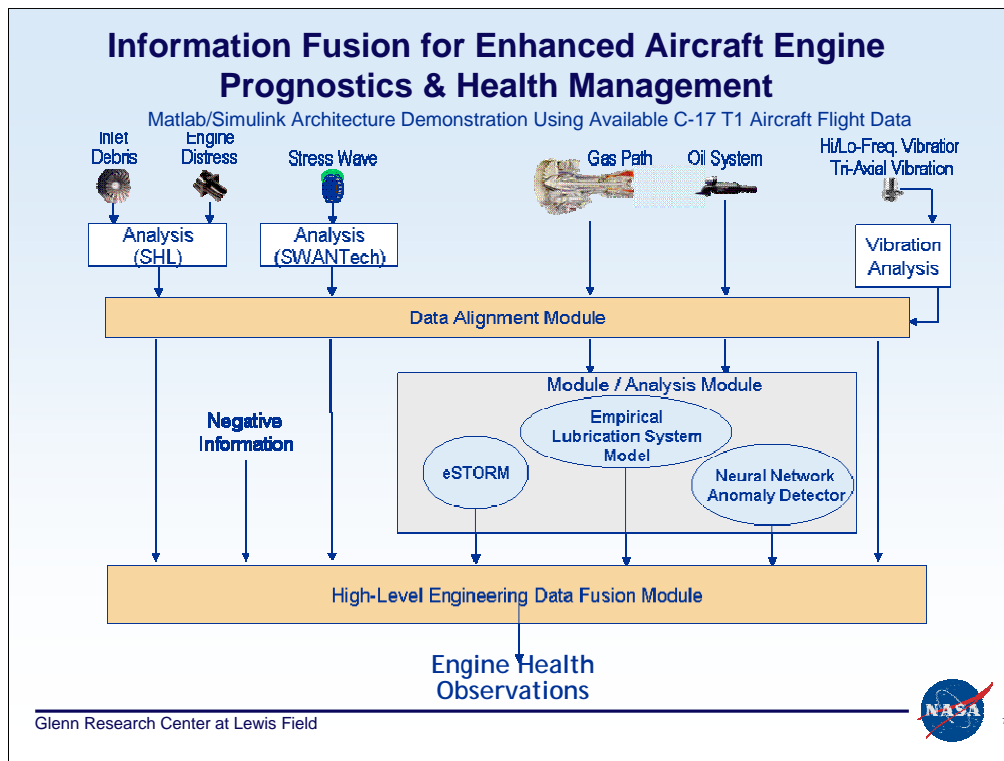 Information Fusion for Enhanced Aircraft Engine
Prognostics & Health Management
Matlab/Simulink Architecture Demonstration Using Available C-17 T1 Aircraft Flight Data
Inlet
Debris
Engine
Distress
Stress Wave
Gas Path
Oil System
Hi/Lo-Freq. Vibration
Tri-Axial Vibration
Analysis
(SHL)
Analysis
(SWANTech)
Vibration
Analysis
Data Alignment Module
Module / Analysis Module
Negative
Information
Empirical
Lubrication System
Model
eSTORM
Neural Network
Anomaly Detector
High-Level Engineering Data Fusion Module
Engine Health
Observations
Glenn Research Center at Lewis Field
NASA